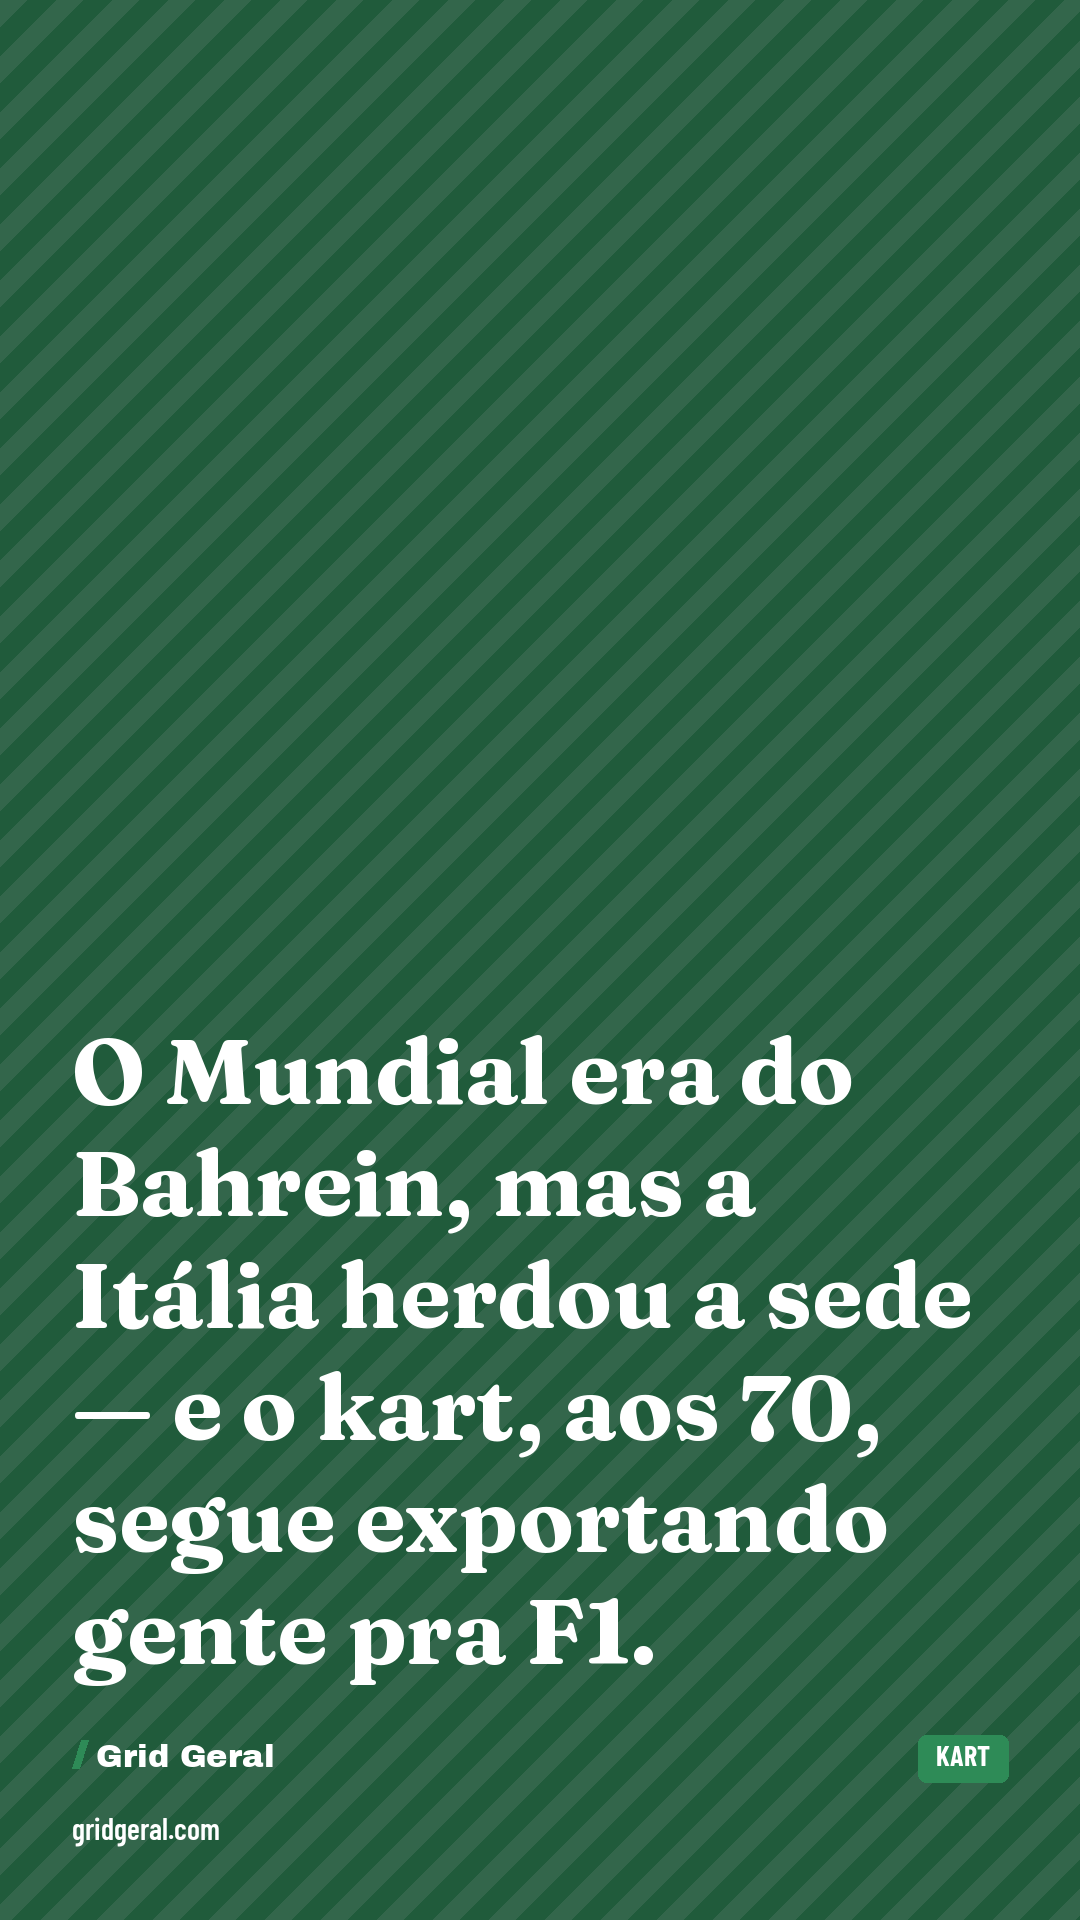 O Mundial era do
Bahrein, mas a
Itália herdou a sede
— e o kart, aos 70,
segue exportando
gente pra F1.
/ Grid Geral
KART
gridgeral.com